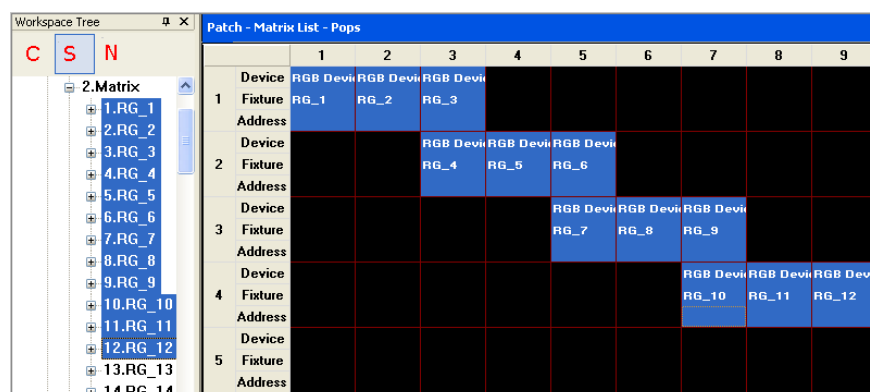 Workspace Tree
C S N
2.Matrix
1.RG_1
2.RG_2
3.RG_3
4.RG_4
5.RG_5
6.RG_6
7.RG_7
8.RG_8
9.RG_9
10.RG_10
11.RG_11
12.RG_12
13.RG_13
14.RG_14
Patch - Matrix List - Pops
1 2 3 4 5 6 7 8 9
Device RGB Devi RGB Devi RGB Devi
1 Fixture RG_1 RG_2 RG_3
Address
Device RGB Devi RGB Devi RGB Devi
2 Fixture RG_4 RG_5 RG_6
Address
Device RGB Devi RGB Devi RGB Devi
3 Fixture RG_7 RG_8 RG_9
Address
Device RGB Devi RGB Devi RGB Dev
4 Fixture RG_10 RG_11 RG_12
Address
Device
5 Fixture
Address